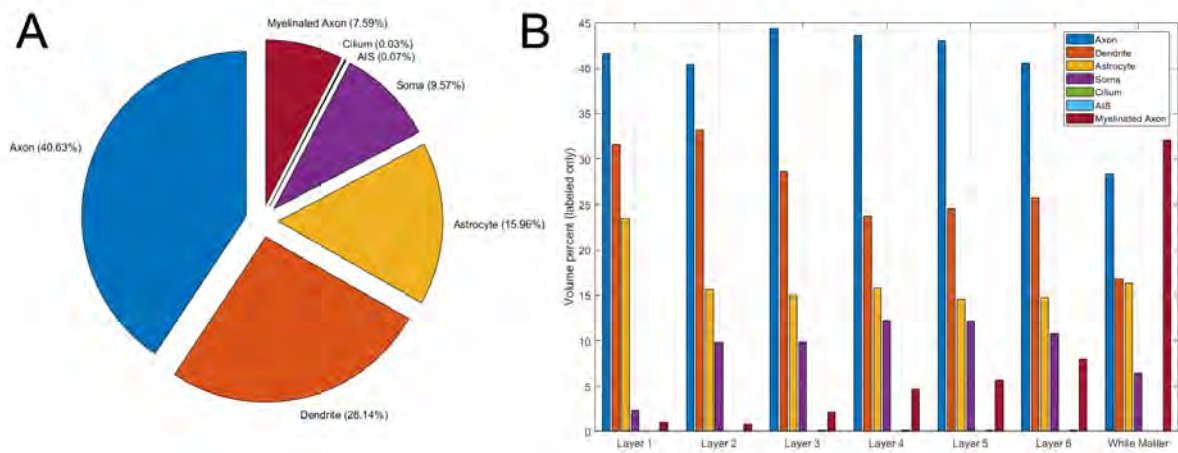 A
Myelinated Axon (7.59%)
Cilium (0.03%)
AIS (0.07%)
Soma (9.57%)
Axon (40.63%)
Astrocyte (15.96%)
Dendrite (26.14%)
B
45
40
35
30
25
20
15
10
5
0
Volume percent (labeled only)
Axon
Dendrite
Astrocyte
Soma
Cilium
AIS
Myelinated Axon
Layer 1
Layer 2
Layer 3
Layer 4
Layer 5
Layer 6
White Matter